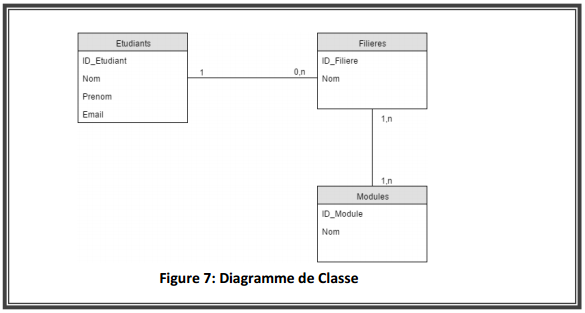 Etudiants
ID_Etudiant
Nom
Prenom
Email
1
0,n
Filieres
ID_Filiere
Nom
1,n
1,n
Modules
ID_Module
Nom
Figure 7: Diagramme de Classe